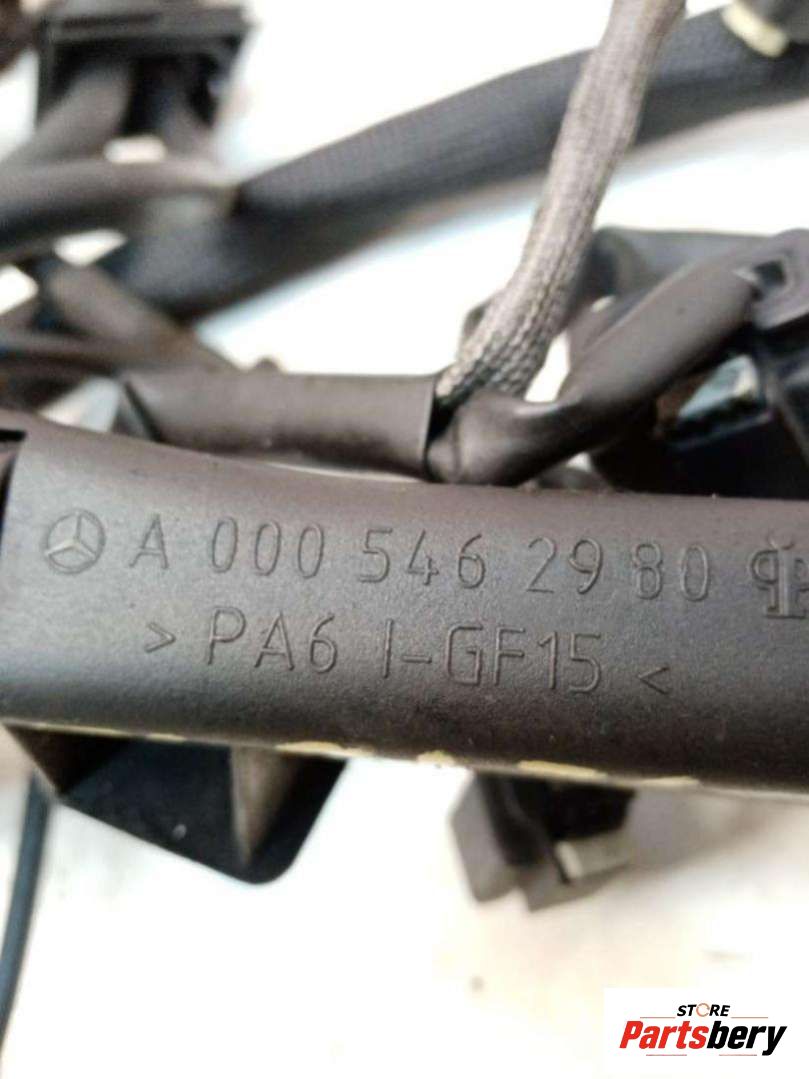 A 000 546 29 80
>PA6 I-GF15<
STORE
Partsbery